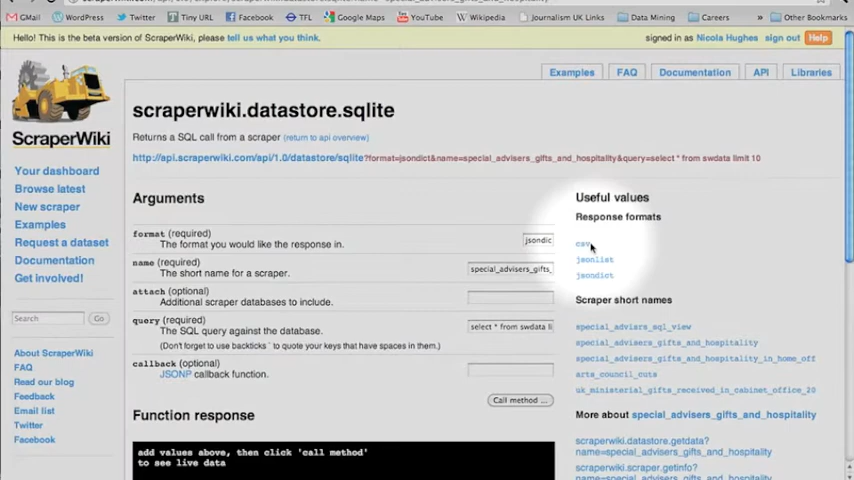 GMail WordPress Twitter Tiny URL Facebook TFL Google Maps YouTube Wikipedia Journalism UK Links Data Mining Careers » Other Bookmarks
Hello! This is the beta version of ScraperWiki, please tell us what you think.
signed in as Nicola Hughes sign out Help
Examples FAQ Documentation API Libraries
ScraperWiki
Your dashboard
Browse latest
New scraper
Examples
Request a dataset
Documentation
Get involved!
Search Go
About ScraperWiki
FAQ
Read our blog
Feedback
Email list
Twitter
Facebook
scraperwiki.datastore.sqlite
Returns a SQL call from a scraper (return to api overview)
http://api.scraperwiki.com/api/1.0/datastore/sqlite?format=jsondict&name=special_advisers_gifts_and_hospitality&query=select * from swdata limit 10
Arguments
format (required)
The format you would like the response in.
jsondic
name (required)
The short name for a scraper.
special_advisers_gifts_
attach (optional)
Additional scraper databases to include.
query (required)
The SQL query against the database.
select * from swdata li
(Don't forget to use backticks ` to quote your keys that have spaces in them.)
callback (optional)
JSONP callback function.
Call method ...
Function response
add values above, then click 'call method'
to see live data
Useful values
Response formats
csv
jsonlist
jsondict
Scraper short names
special_adviers_sql_view
special_advisers_gifts_and_hospitality
special_advisers_gifts_and_hospitality_in_home_off
arts_council_cuts
uk_ministerial_gifts_received_in_cabinet_office_20
More about special_advisers_gifts_and_hospitality
scraperwiki.datastore.getdata?
name=special_advisers_gifts_and_hospitality
scraperwiki.scraper.getinfo?
name=special_advisers_gifts_and_hospitality